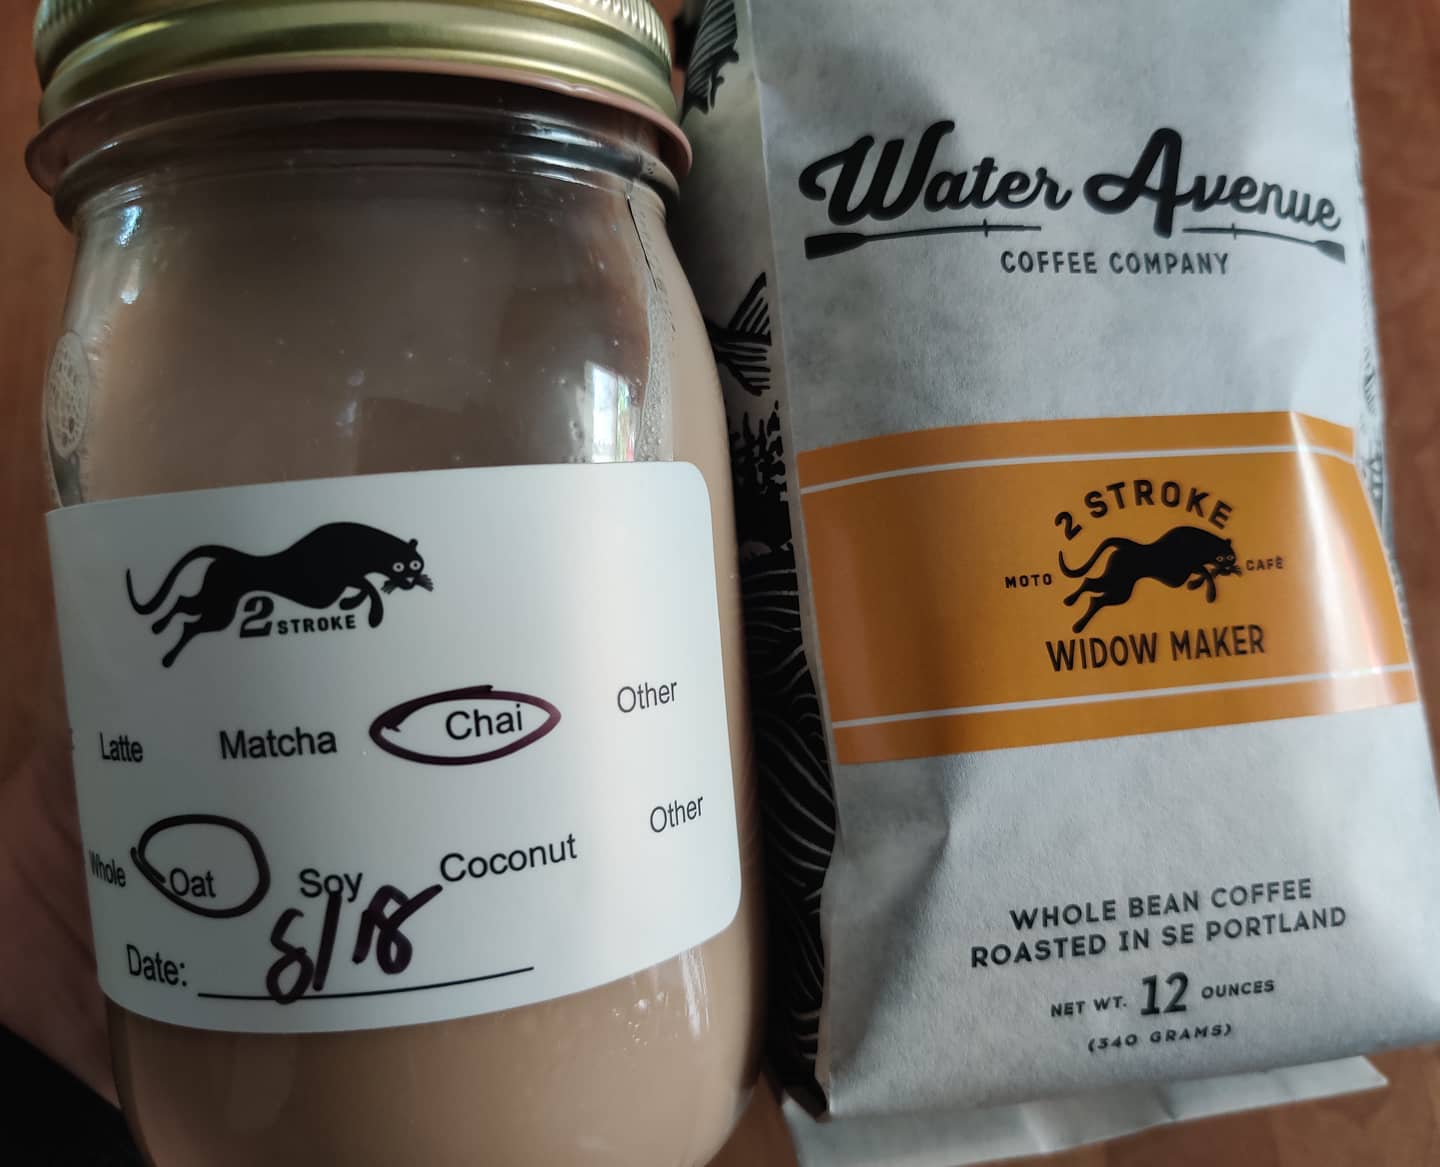 2 STROKE
Latte Matcha Chai Other
Whole Oat Soy Coconut Other
Date: 8/18
Water Avenue
COFFEE COMPANY
2 STROKE
MOTO CAFÈ
WIDOW MAKER
WHOLE BEAN COFFEE
ROASTED IN SE PORTLAND
NET WT. 12 OUNCES
(340 GRAMS)